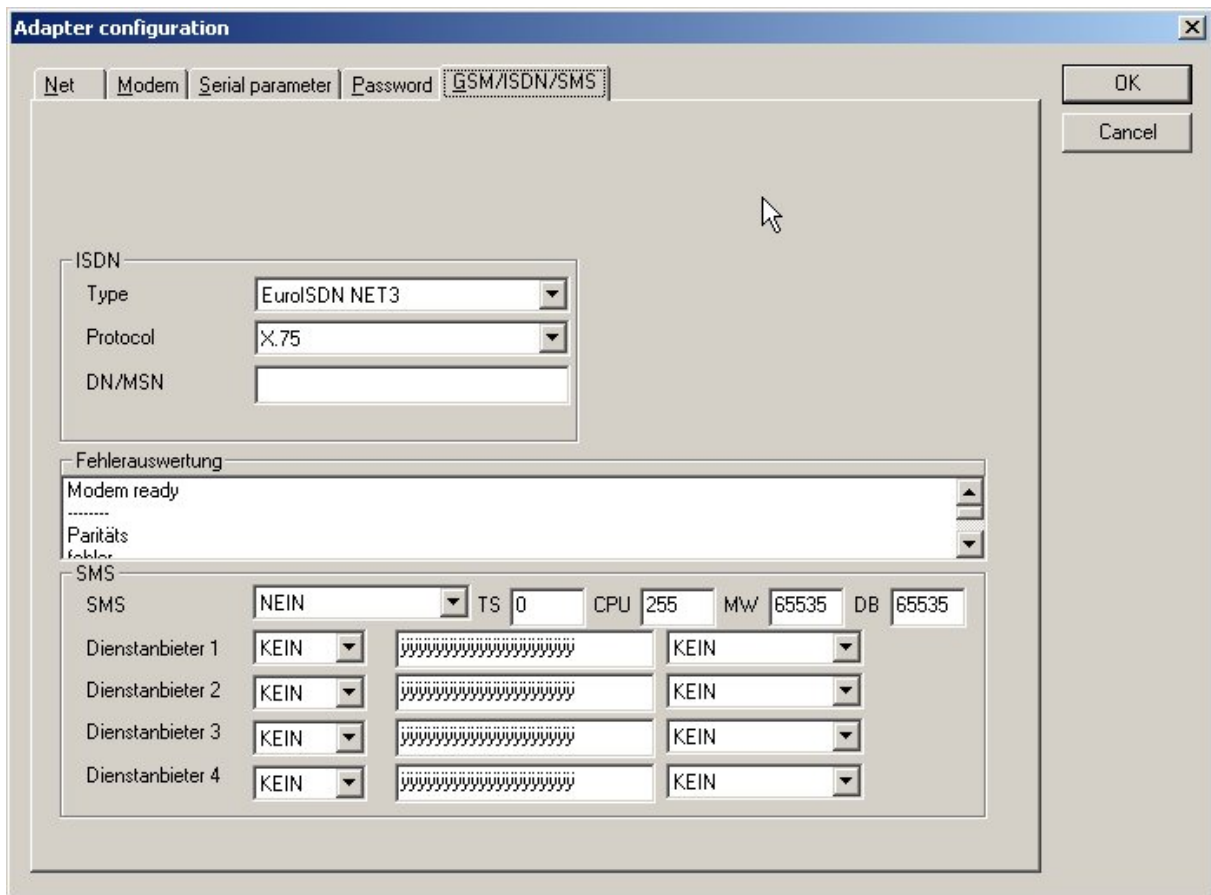 Adapter configuration
Net Modem Serial parameter Password GSM/ISDN/SMS
OK
Cancel
ISDN
Type EuroISDN NET3
Protocol X.75
DN/MSN
Fehlerauswertung
Modem ready
--------
Paritäts
fehler
SMS
SMS NEIN TS 0 CPU 255 MW 65535 DB 65535
Dienstanbieter 1 KEIN ÿÿÿÿÿÿÿÿÿÿÿÿÿÿÿÿÿÿÿÿ KEIN
Dienstanbieter 2 KEIN ÿÿÿÿÿÿÿÿÿÿÿÿÿÿÿÿÿÿÿÿ KEIN
Dienstanbieter 3 KEIN ÿÿÿÿÿÿÿÿÿÿÿÿÿÿÿÿÿÿÿÿ KEIN
Dienstanbieter 4 KEIN ÿÿÿÿÿÿÿÿÿÿÿÿÿÿÿÿÿÿÿÿ KEIN